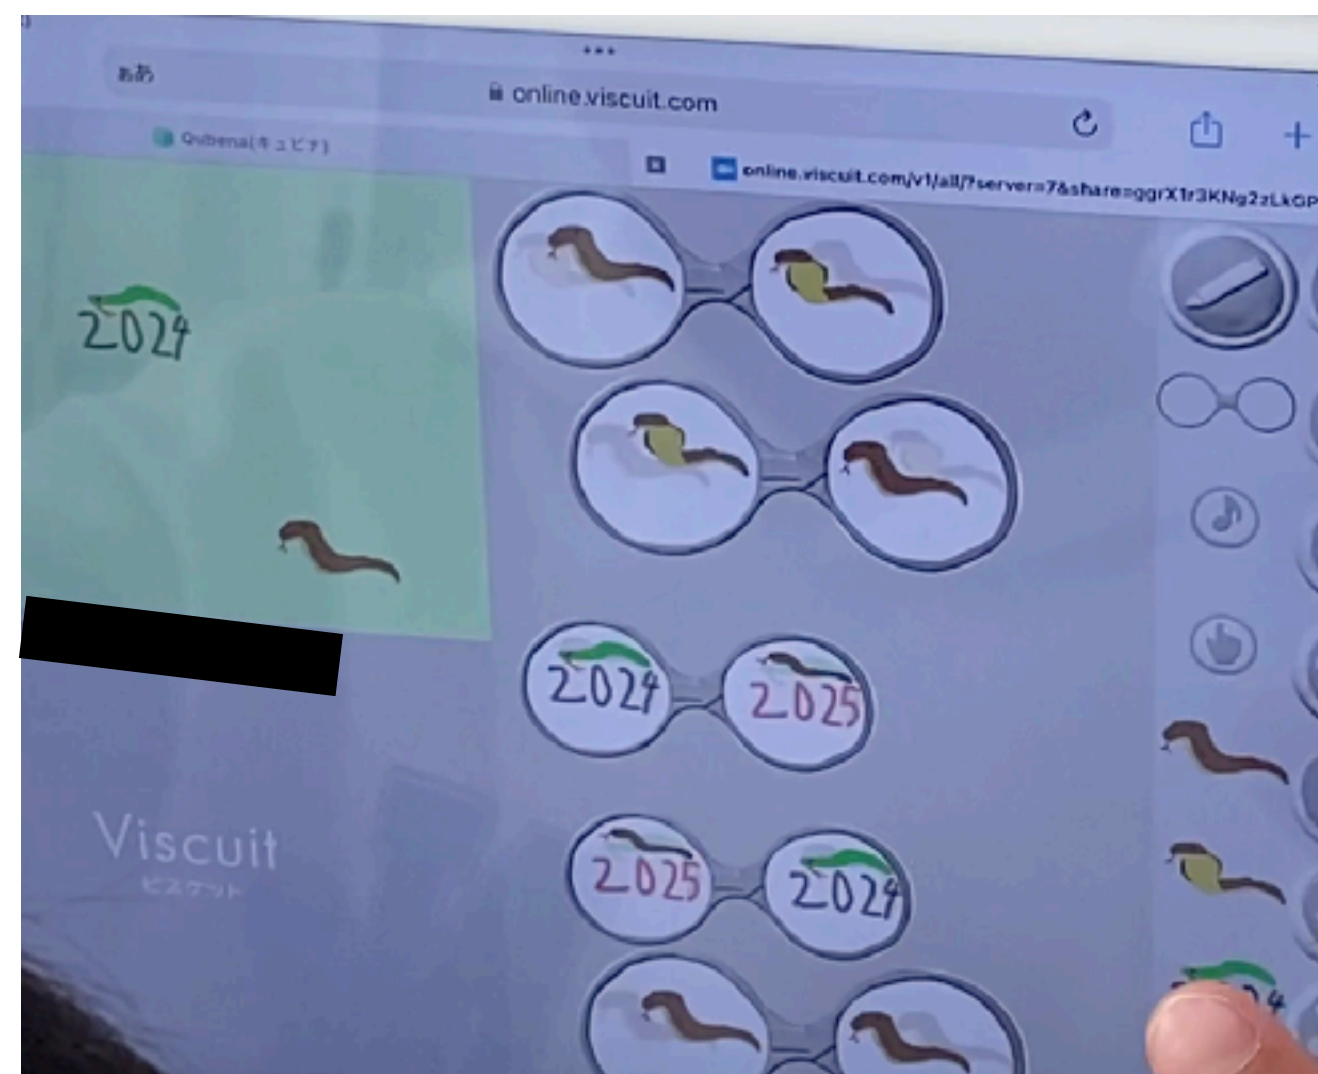 ああ
online.viscuit.com
Qubena(キュビナ)
online.viscuit.com/v1/all/?server=7&share=ggrX1r3KNg2zLkGP
2024
2024
2025
2025
2024
Viscuit
ビスケット